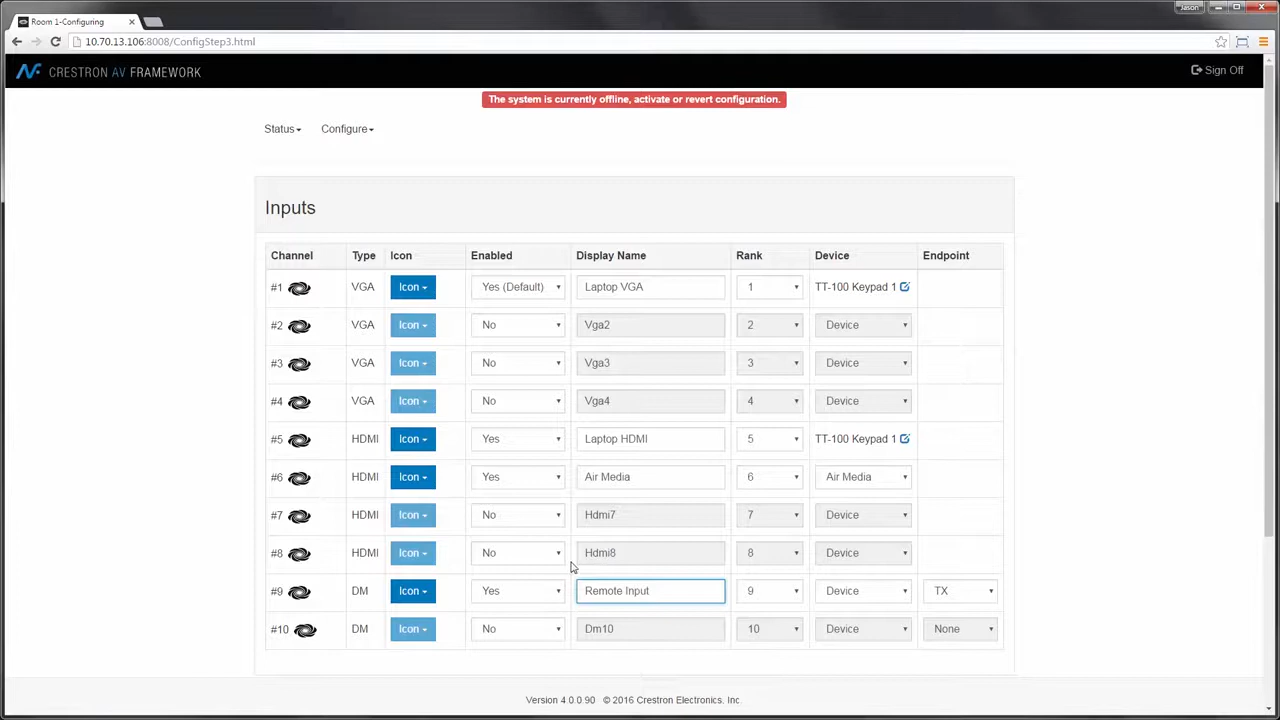 Room 1-Configuring
Jason
10.70.13.106:8008/ConfigStep3.html
CRESTRON AV FRAMEWORK
Sign Off
The system is currently offline, activate or revert configuration.
Status
Configure
Inputs
Channel Type Icon Enabled Display Name Rank Device Endpoint
#1 VGA Icon Yes (Default) Laptop VGA 1 TT-100 Keypad 1
#2 VGA Icon No Vga2 2 Device
#3 VGA Icon No Vga3 3 Device
#4 VGA Icon No Vga4 4 Device
#5 HDMI Icon Yes Laptop HDMI 5 TT-100 Keypad 1
#6 HDMI Icon Yes Air Media 6 Air Media
#7 HDMI Icon No Hdmi7 7 Device
#8 HDMI Icon No Hdmi8 8 Device
#9 DM Icon Yes Remote Input 9 Device TX
#10 DM Icon No Dm10 10 Device None
Version 4.0.0.90 © 2016 Crestron Electronics, Inc.